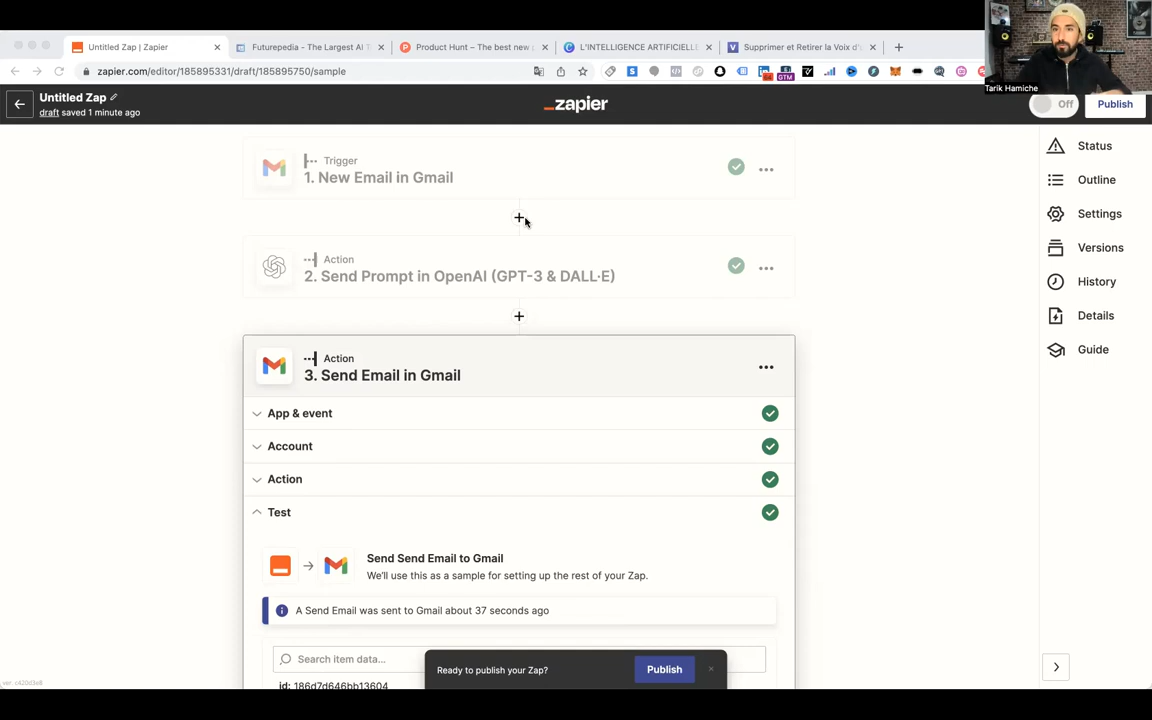 Untitled Zap | Zapier
Futurepedia - The Largest AI T
Product Hunt – The best new p
L'INTELLIGENCE ARTIFICIELL
Supprimer et Retirer la Voix d'
zapier.com/editor/185895331/draft/185895750/sample
GTM
Tarik Hamiche
Untitled Zap
draft saved 1 minute ago
_zapier
Off
Publish
Trigger
1. New Email in Gmail
Action
2. Send Prompt in OpenAI (GPT-3 & DALL·E)
Action
3. Send Email in Gmail
App & event
Account
Action
Test
Send Send Email to Gmail
We'll use this as a sample for setting up the rest of your Zap.
A Send Email was sent to Gmail about 37 seconds ago
Search item data...
id: 186d7d646bb13604
Ready to publish your Zap?
Publish
Status
Outline
Settings
Versions
History
Details
Guide
ver. c420d3e8